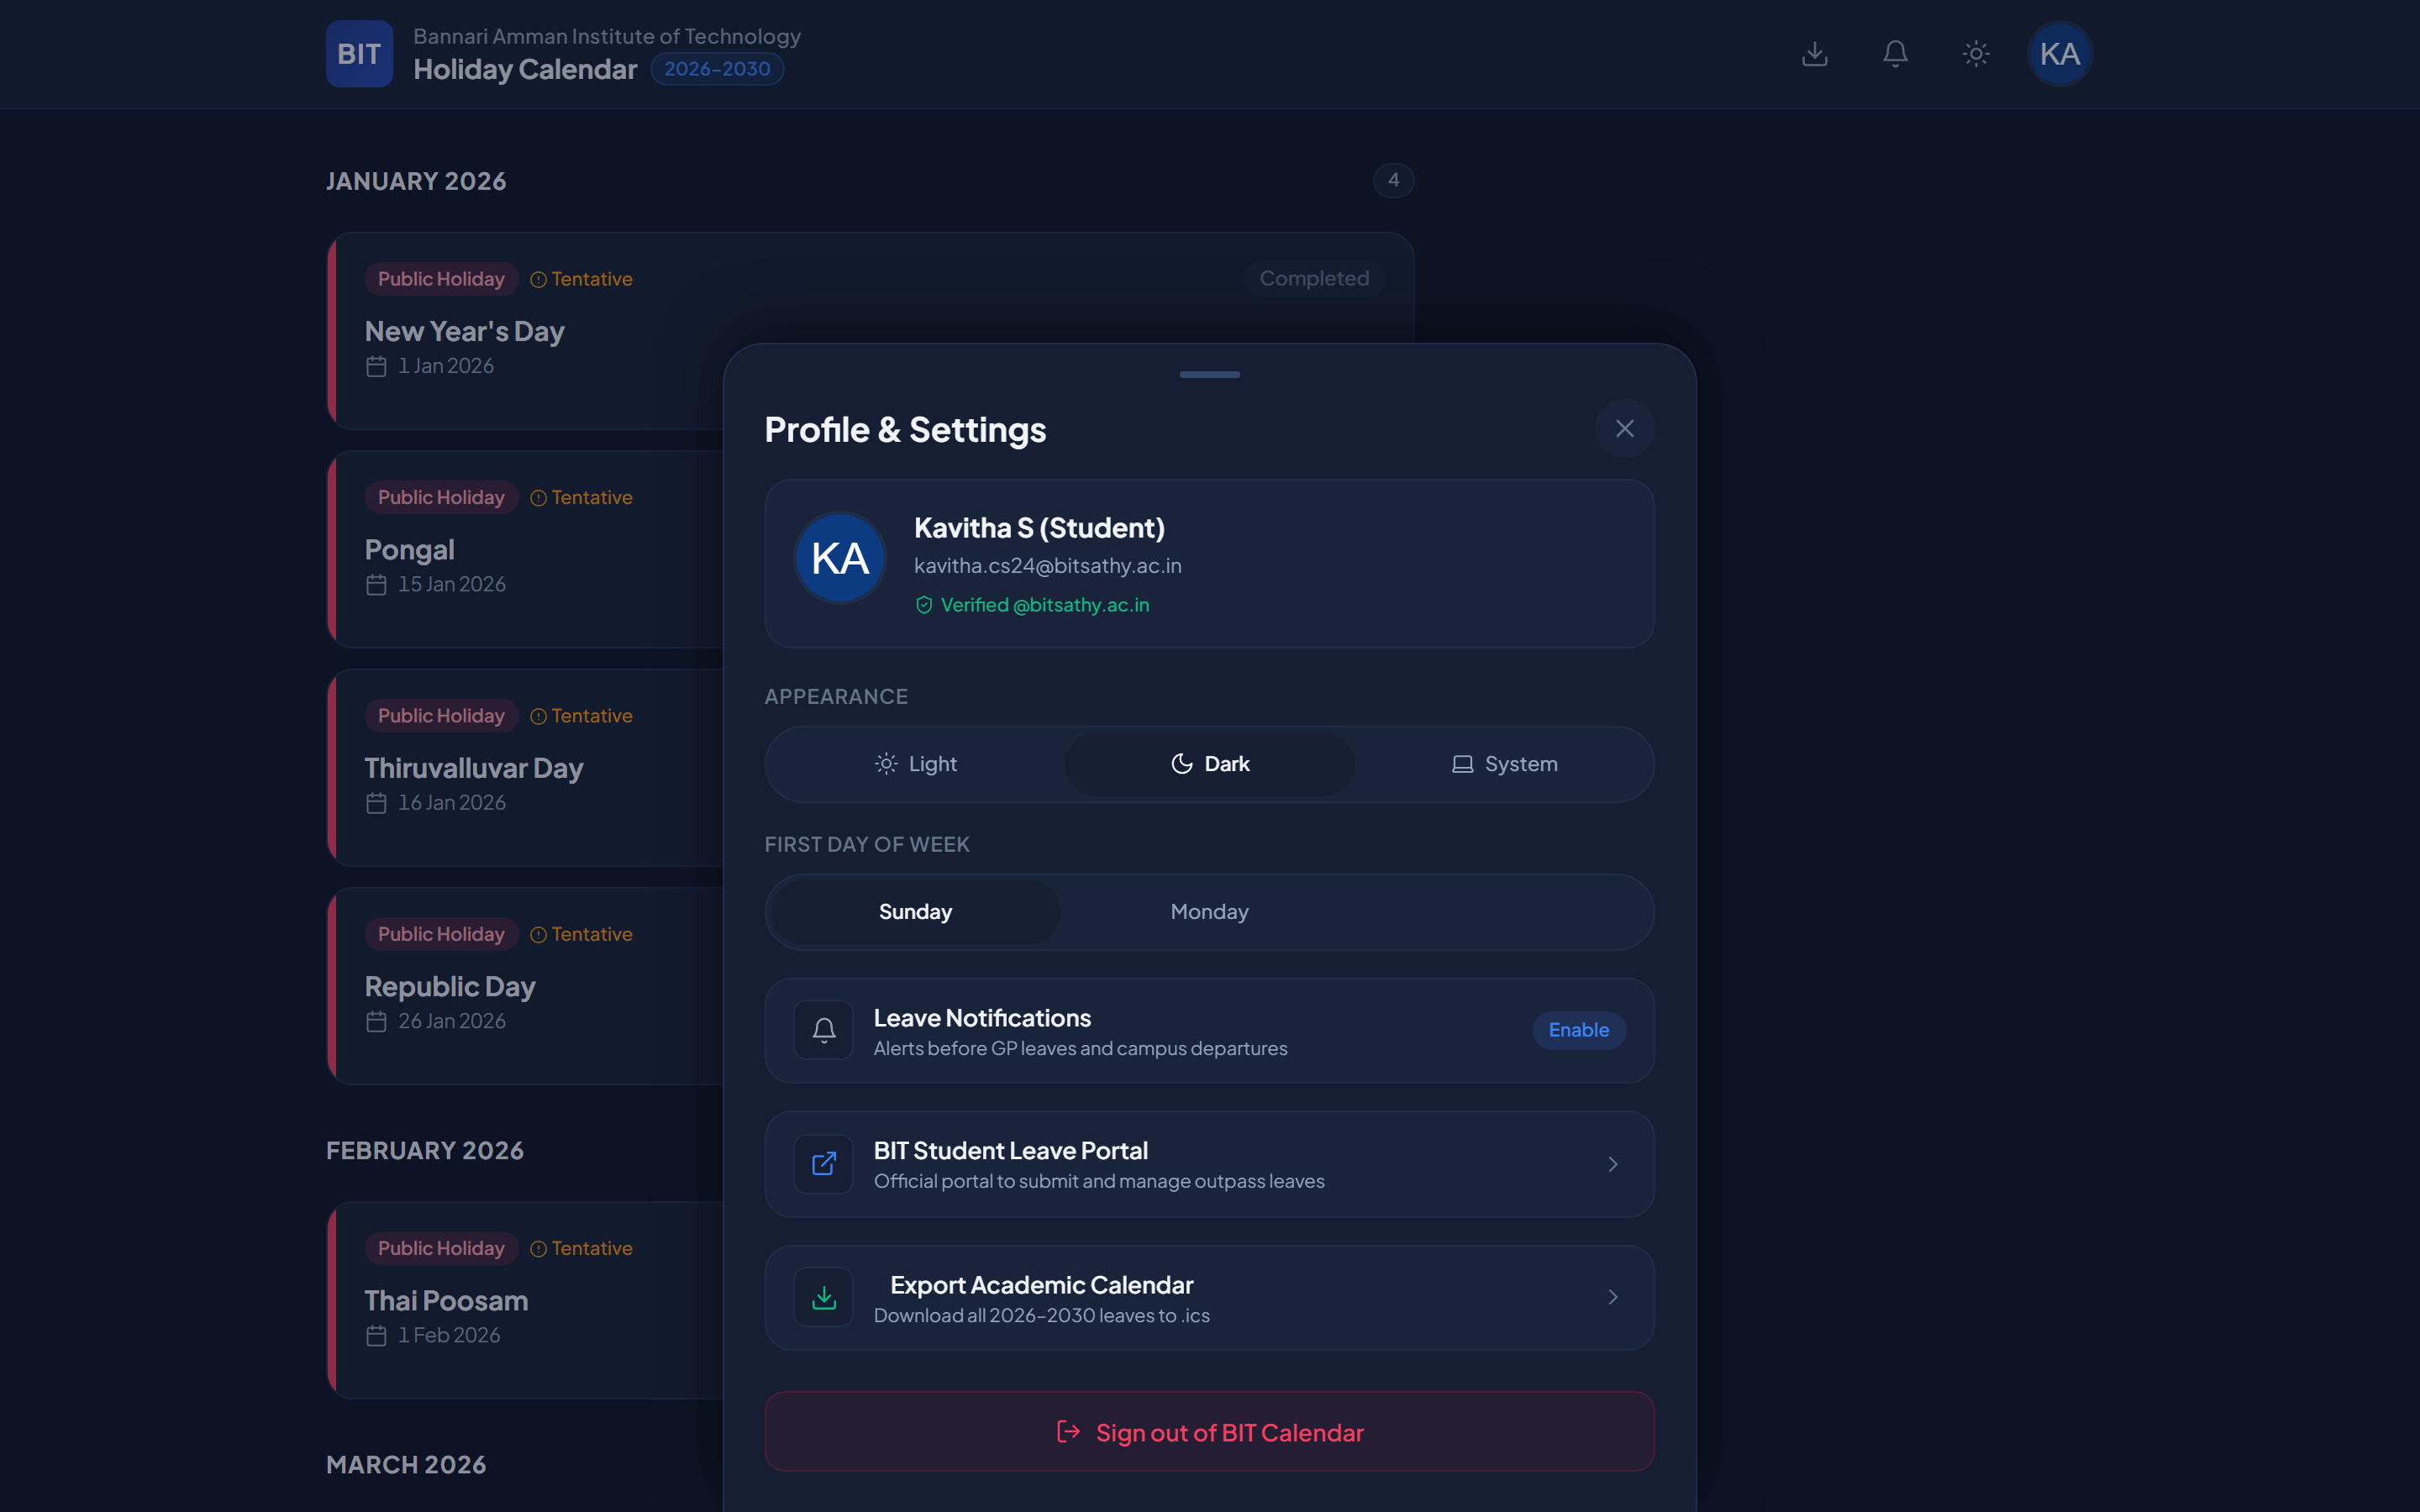 BIT
Bannari Amman Institute of Technology
Holiday Calendar 2026–2030
KA
JANUARY 2026
4
Public Holiday Tentative
Completed
New Year's Day
1 Jan 2026
Public Holiday Tentative
Pongal
15 Jan 2026
Public Holiday Tentative
Thiruvalluvar Day
16 Jan 2026
Public Holiday Tentative
Republic Day
26 Jan 2026
FEBRUARY 2026
Public Holiday Tentative
Thai Poosam
1 Feb 2026
MARCH 2026
Profile & Settings
KA
Kavitha S (Student)
kavitha.cs24@bitsathy.ac.in
Verified @bitsathy.ac.in
APPEARANCE
Light Dark System
FIRST DAY OF WEEK
Sunday Monday
Leave Notifications
Alerts before GP leaves and campus departures
Enable
BIT Student Leave Portal
Official portal to submit and manage outpass leaves
Export Academic Calendar
Download all 2026–2030 leaves to .ics
Sign out of BIT Calendar